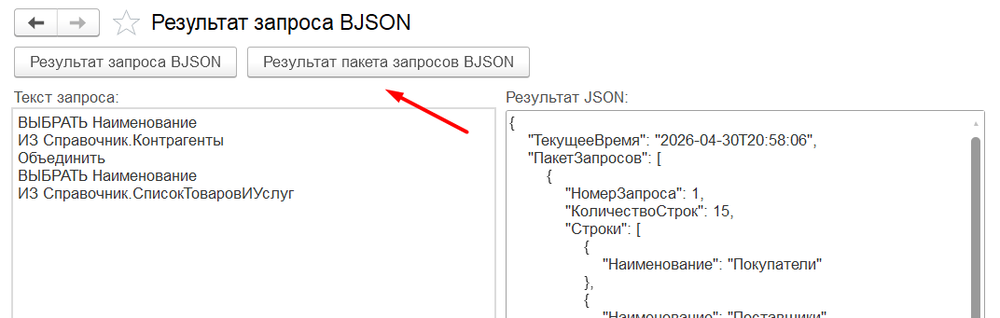 Результат запроса BJSON
Результат запроса BJSON
Результат пакета запросов BJSON
Текст запроса:
ВЫБРАТЬ Наименование
ИЗ Справочник.Контрагенты
Объединить
ВЫБРАТЬ Наименование
ИЗ Справочник.СписокТоваровИУслуг
Результат JSON:
{
"ТекущееВремя": "2026-04-30T20:58:06",
"ПакетЗапросов": [
{
"НомерЗапроса": 1,
"КоличествоСтрок": 15,
"Строки": [
{
"Наименование": "Покупатели"
},
{
"Наименование": "Поставщики"